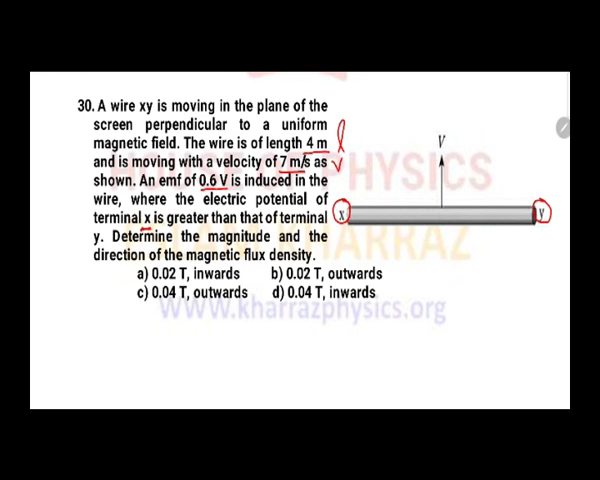 30. A wire xy is moving in the plane of the
screen perpendicular to a uniform
magnetic field. The wire is of length 4 m
and is moving with a velocity of 7 m/s as
shown. An emf of 0.6 V is induced in the
wire, where the electric potential of
terminal x is greater than that of terminal
y. Determine the magnitude and the
direction of the magnetic flux density.
a) 0.02 T, inwards b) 0.02 T, outwards
c) 0.04 T, outwards d) 0.04 T, inwards
l
v
V
x y
PHYSICS
KHARRAZ
www.kharrazphysics.org